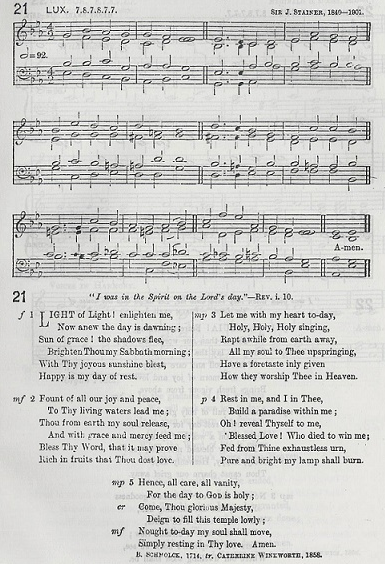 21 LUX. 7.8.7.8.7.7. SIR J. STAINER, 1840—1901.
=92.
A-men.
21 "I was in the Spirit on the Lord's day."—REV. i. 10.
f 1 LIGHT of Light! enlighten me,
Now anew the day is dawning;
Sun of grace! the shadows flee,
Brighten Thou my Sabbath morning;
With Thy joyous sunshine blest,
Happy is my day of rest.
mf 2 Fount of all our joy and peace,
To Thy living waters lead me;
Thou from earth my soul release,
And with grace and mercy feed me;
Bless Thy Word, that it may prove
Rich in fruits that Thou dost love.
mp 3 Let me with my heart to-day,
Holy, Holy, Holy singing,
Rapt awhile from earth away,
All my soul to Thee upspringing,
Have a foretaste inly given
How they worship Thee in Heaven.
p 4 Rest in me, and I in Thee,
Build a paradise within me;
Oh! reveal Thyself to me,
Blessed Love! Who died to win me;
Fed from Thine exhaustless urn,
Pure and bright my lamp shall burn.
mp 5 Hence, all care, all vanity,
For the day to GOD is holy;
cr Come, Thou glorious Majesty,
Deign to fill this temple lowly;
mf Nought to-day my soul shall move,
Simply resting in Thy love. Amen.
B. SCHMOLCK, 1714, tr. CATHERINE WINKWORTH, 1858.